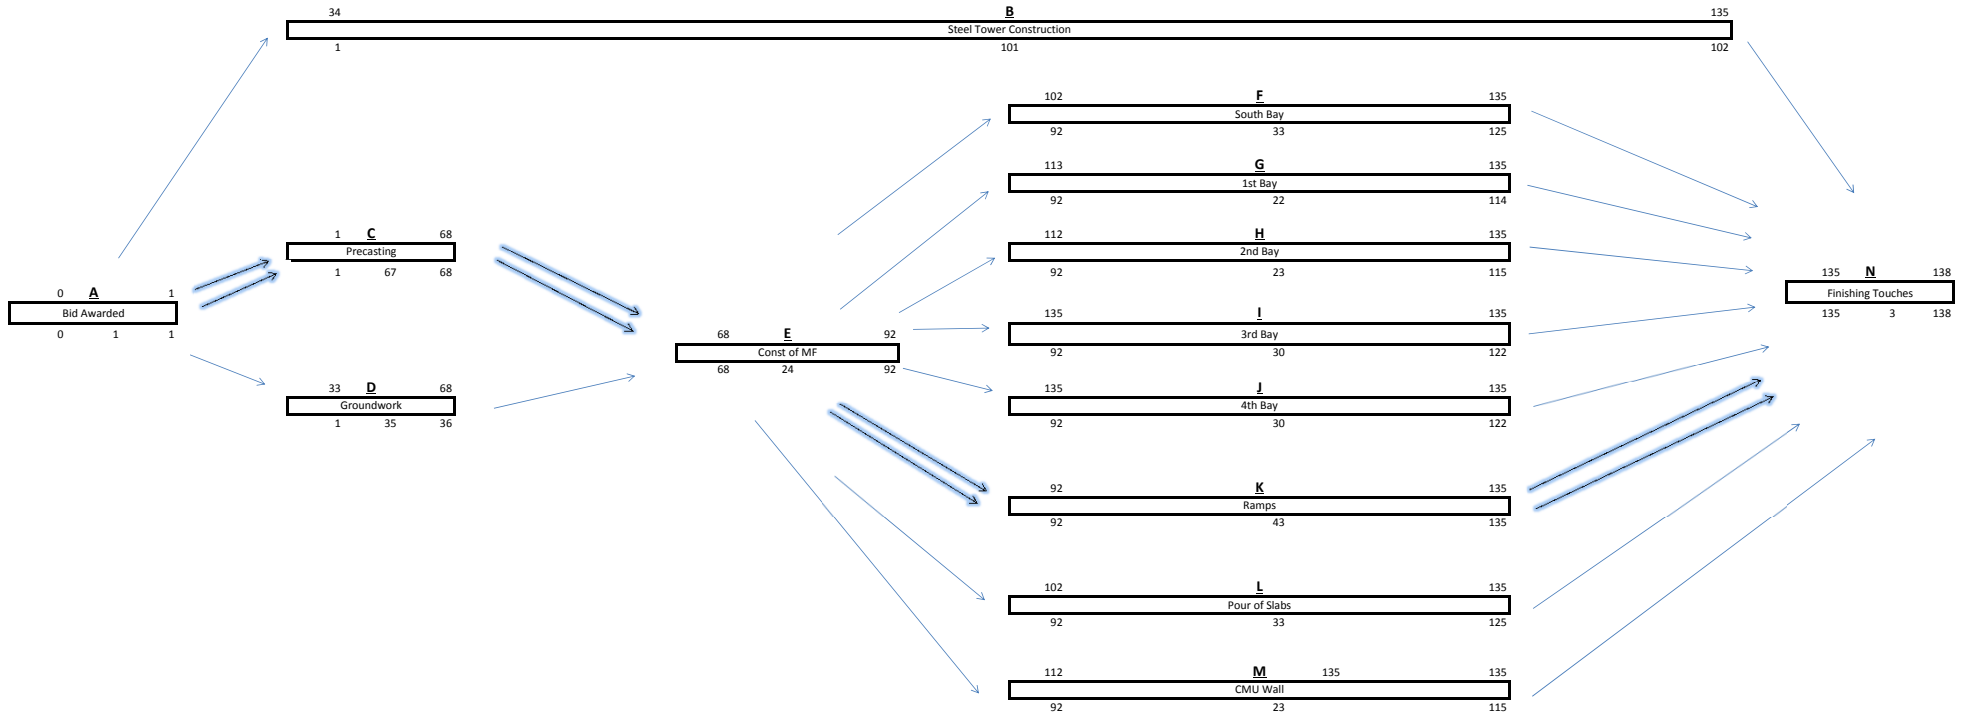 34 B 135
Steel Tower Construction
1 101 102
102 F 135
South Bay
92 33 125
113 G 135
1st Bay
92 22 114
1 C 68
Precasting
1 67 68
112 H 135
2nd Bay
92 23 115
0 A 1
Bid Awarded
0 1 1
135 N 138
Finishing Touches
135 3 138
68 E 92
Const of MF
68 24 92
135 I 135
3rd Bay
92 30 122
33 D 68
Groundwork
1 35 36
135 J 135
4th Bay
92 30 122
92 K 135
Ramps
92 43 135
102 L 135
Pour of Slabs
92 33 125
112 M 135 135
CMU Wall
92 23 115